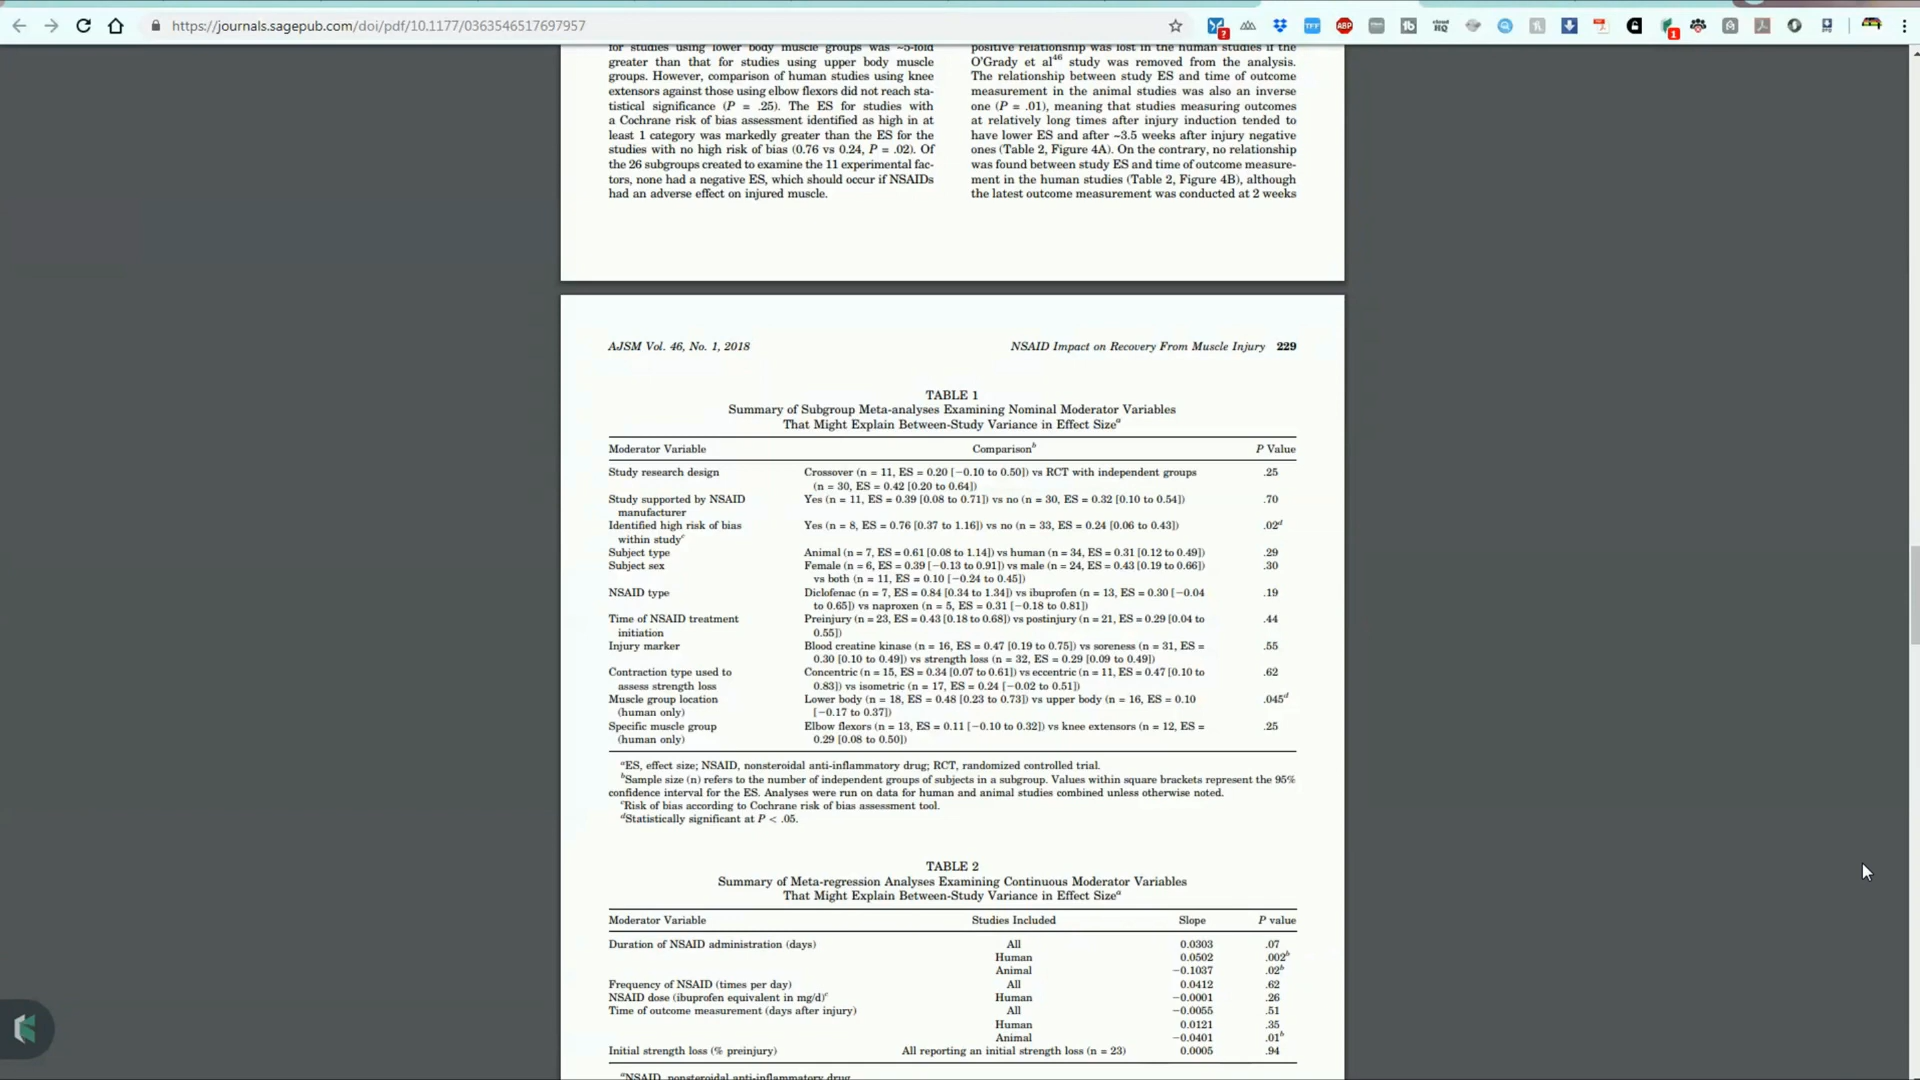 https://journals.sagepub.com/doi/pdf/10.1177/0363546517697957
for studies using lower body muscle groups was ~5-fold
greater than that for studies using upper body muscle
groups. However, comparison of human studies using knee
extensors against those using elbow flexors did not reach sta-
tistical significance (P = .25). The ES for studies with
a Cochrane risk of bias assessment identified as high in at
least 1 category was markedly greater than the ES for the
studies with no high risk of bias (0.76 vs 0.24, P = .02). Of
the 26 subgroups created to examine the 11 experimental fac-
tors, none had a negative ES, which should occur if NSAIDs
had an adverse effect on injured muscle.
positive relationship was lost in the human studies if the
O'Grady et al46 study was removed from the analysis.
The relationship between study ES and time of outcome
measurement in the animal studies was also an inverse
one (P = .01), meaning that studies measuring outcomes
at relatively long times after injury induction tended to
have lower ES and after ~3.5 weeks after injury negative
ones (Table 2, Figure 4A). On the contrary, no relationship
was found between study ES and time of outcome measure-
ment in the human studies (Table 2, Figure 4B), although
the latest outcome measurement was conducted at 2 weeks
AJSM Vol. 46, No. 1, 2018
NSAID Impact on Recovery From Muscle Injury 229
TABLE 1
Summary of Subgroup Meta-analyses Examining Nominal Moderator Variables
That Might Explain Between-Study Variance in Effect Sizea
Moderator Variable Comparisonb P Value
Study research design Crossover (n = 11, ES = 0.20 [−0.10 to 0.50]) vs RCT with independent groups .25
(n = 30, ES = 0.42 [0.20 to 0.64])
Study supported by NSAID Yes (n = 11, ES = 0.39 [0.08 to 0.71]) vs no (n = 30, ES = 0.32 [0.10 to 0.54]) .70
manufacturer
Identified high risk of bias Yes (n = 8, ES = 0.76 [0.37 to 1.16]) vs no (n = 33, ES = 0.24 [0.06 to 0.43]) .02d
within studyc
Subject type Animal (n = 7, ES = 0.61 [0.08 to 1.14]) vs human (n = 34, ES = 0.31 [0.12 to 0.49]) .29
Subject sex Female (n = 6, ES = 0.39 [−0.13 to 0.91]) vs male (n = 24, ES = 0.43 [0.19 to 0.66]) .30
vs both (n = 11, ES = 0.10 [−0.24 to 0.45])
NSAID type Diclofenac (n = 7, ES = 0.84 [0.34 to 1.34]) vs ibuprofen (n = 13, ES = 0.30 [−0.04 .19
to 0.65]) vs naproxen (n = 5, ES = 0.31 [−0.18 to 0.81])
Time of NSAID treatment Preinjury (n = 23, ES = 0.43 [0.18 to 0.68]) vs postinjury (n = 21, ES = 0.29 [0.04 to .44
initiation 0.55])
Injury marker Blood creatine kinase (n = 16, ES = 0.47 [0.19 to 0.75]) vs soreness (n = 31, ES = .55
0.30 [0.10 to 0.49]) vs strength loss (n = 32, ES = 0.29 [0.09 to 0.49])
Contraction type used to Concentric (n = 15, ES = 0.34 [0.07 to 0.61]) vs eccentric (n = 11, ES = 0.47 [0.10 to .62
assess strength loss 0.83]) vs isometric (n = 17, ES = 0.24 [−0.02 to 0.51])
Muscle group location Lower body (n = 18, ES = 0.48 [0.23 to 0.73]) vs upper body (n = 16, ES = 0.10 .045d
(human only) [−0.17 to 0.37])
Specific muscle group Elbow flexors (n = 13, ES = 0.11 [−0.10 to 0.32]) vs knee extensors (n = 12, ES = .25
(human only) 0.29 [0.08 to 0.50])
aES, effect size; NSAID, nonsteroidal anti-inflammatory drug; RCT, randomized controlled trial.
bSample size (n) refers to the number of independent groups of subjects in a subgroup. Values within square brackets represent the 95%
confidence interval for the ES. Analyses were run on data for human and animal studies combined unless otherwise noted.
cRisk of bias according to Cochrane risk of bias assessment tool.
dStatistically significant at P < .05.
TABLE 2
Summary of Meta-regression Analyses Examining Continuous Moderator Variables
That Might Explain Between-Study Variance in Effect Sizea
Moderator Variable Studies Included Slope P value
Duration of NSAID administration (days) All 0.0303 .07
Human 0.0502 .002b
Animal −0.1037 .02b
Frequency of NSAID (times per day) All 0.0412 .62
NSAID dose (ibuprofen equivalent in mg/d)c Human −0.0001 .26
Time of outcome measurement (days after injury) All −0.0055 .51
Human 0.0121 .35
Animal −0.0401 .01b
Initial strength loss (% preinjury) All reporting an initial strength loss (n = 23) 0.0005 .94
aNSAID, nonsteroidal anti-inflammatory drug